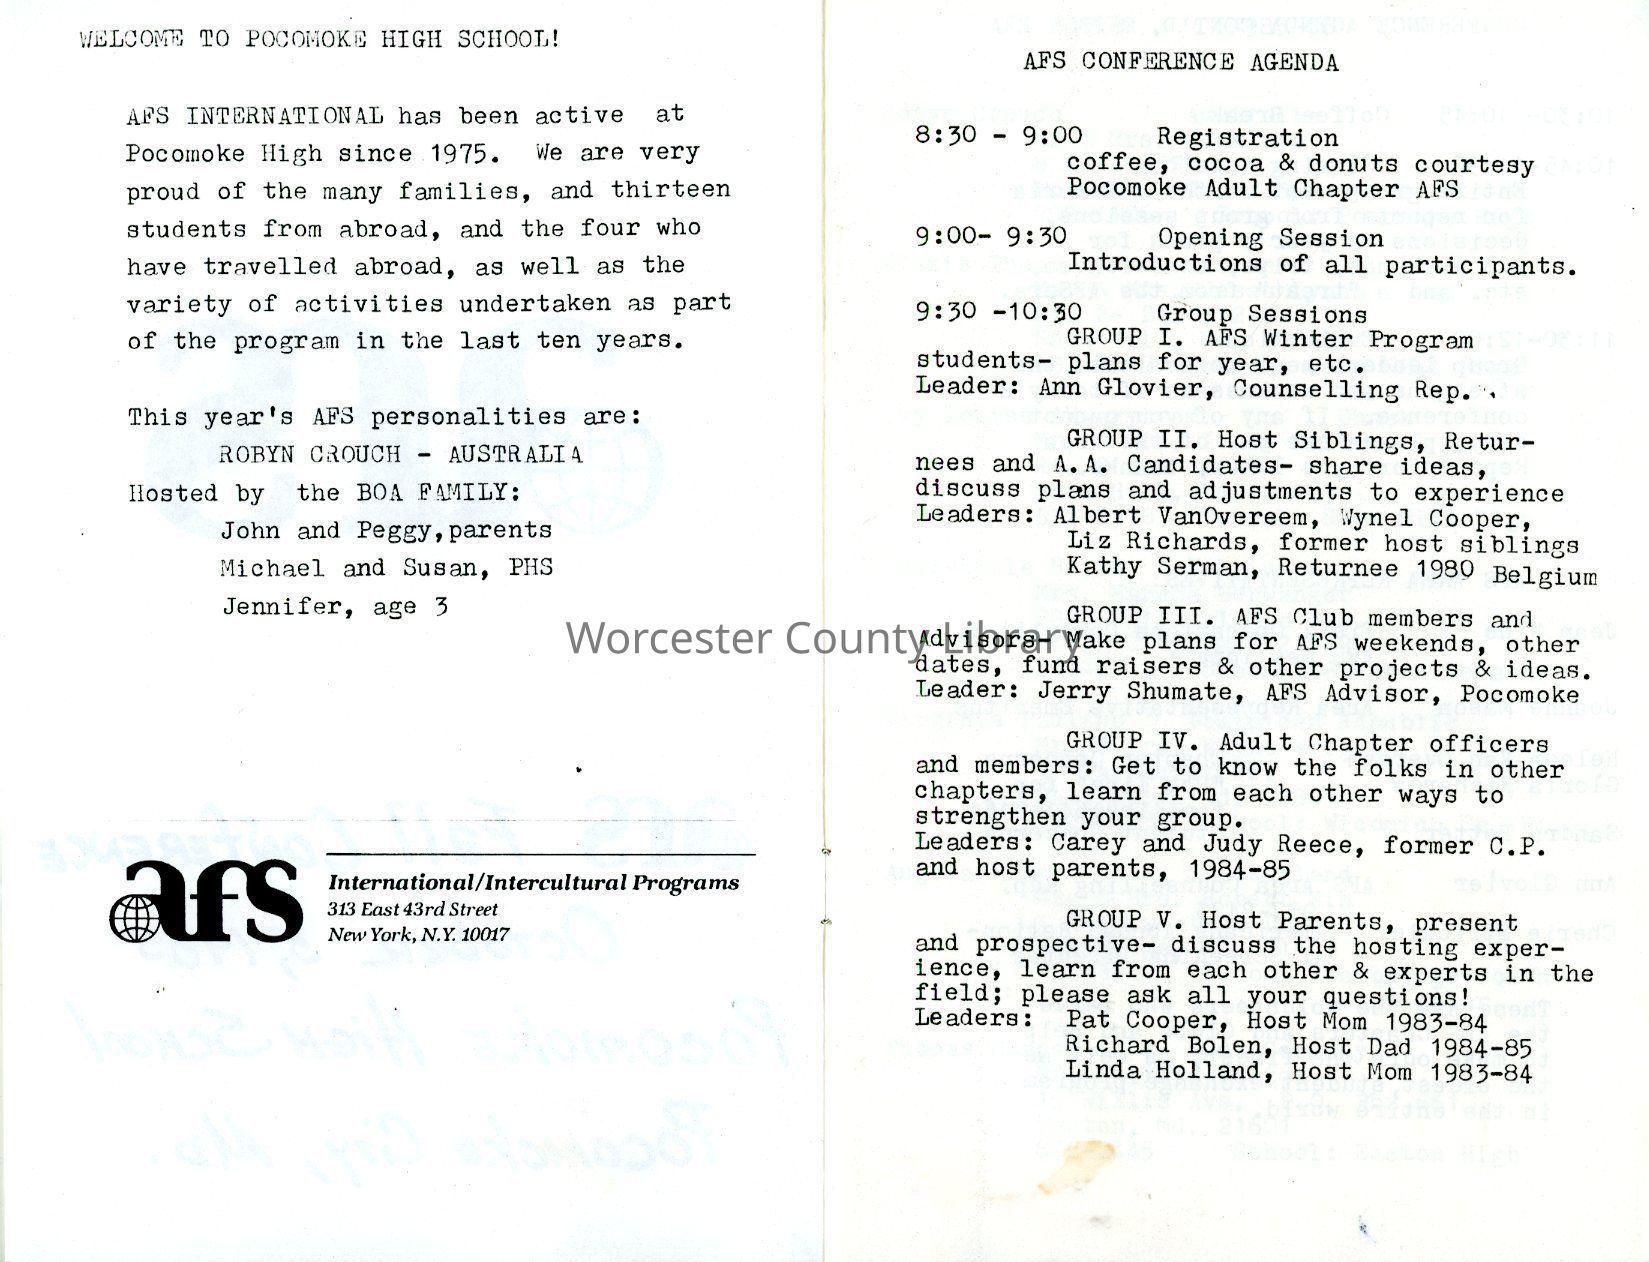 WELCOME TO POCOMOKE HIGH SCHOOL!
AFS INTERNATIONAL has been active at
Pocomoke High since 1975. We are very
proud of the many families, and thirteen
students from abroad, and the four who
have travelled abroad, as well as the
variety of activities undertaken as part
of the program in the last ten years.
This year's AFS personalities are:
ROBYN CROUCH - AUSTRALIA
Hosted by the BOA FAMILY:
John and Peggy,parents
Michael and Susan, PHS
Jennifer, age 3
afs
International/Intercultural Programs
313 East 43rd Street
New York, N.Y. 10017
AFS CONFERENCE AGENDA
8:30 - 9:00 Registration
coffee, cocoa & donuts courtesy
Pocomoke Adult Chapter AFS
9:00- 9:30 Opening Session
Introductions of all participants.
9:30 -10:30 Group Sessions
GROUP I. AFS Winter Program
students- plans for year, etc.
Leader: Ann Glovier, Counselling Rep.
GROUP II. Host Siblings, Retur-
nees and A.A. Candidates- share ideas,
discuss plans and adjustments to experience
Leaders: Albert VanOvereem, Wynel Cooper,
Liz Richards, former host siblings
Kathy Serman, Returnee 1980 Belgium
GROUP III. AFS Club members and
Advisors- Make plans for AFS weekends, other
dates, fund raisers & other projects & ideas.
Leader: Jerry Shumate, AFS Advisor, Pocomoke
GROUP IV. Adult Chapter officers
and members: Get to know the folks in other
chapters, learn from each other ways to
strengthen your group.
Leaders: Carey and Judy Reece, former C.P.
and host parents, 1984-85
GROUP V. Host Parents, present
and prospective- discuss the hosting exper-
ience, learn from each other & experts in the
field; please ask all your questions!
Leaders: Pat Cooper, Host Mom 1983-84
Richard Bolen, Host Dad 1984-85
Linda Holland, Host Mom 1983-84
Worcester County Library